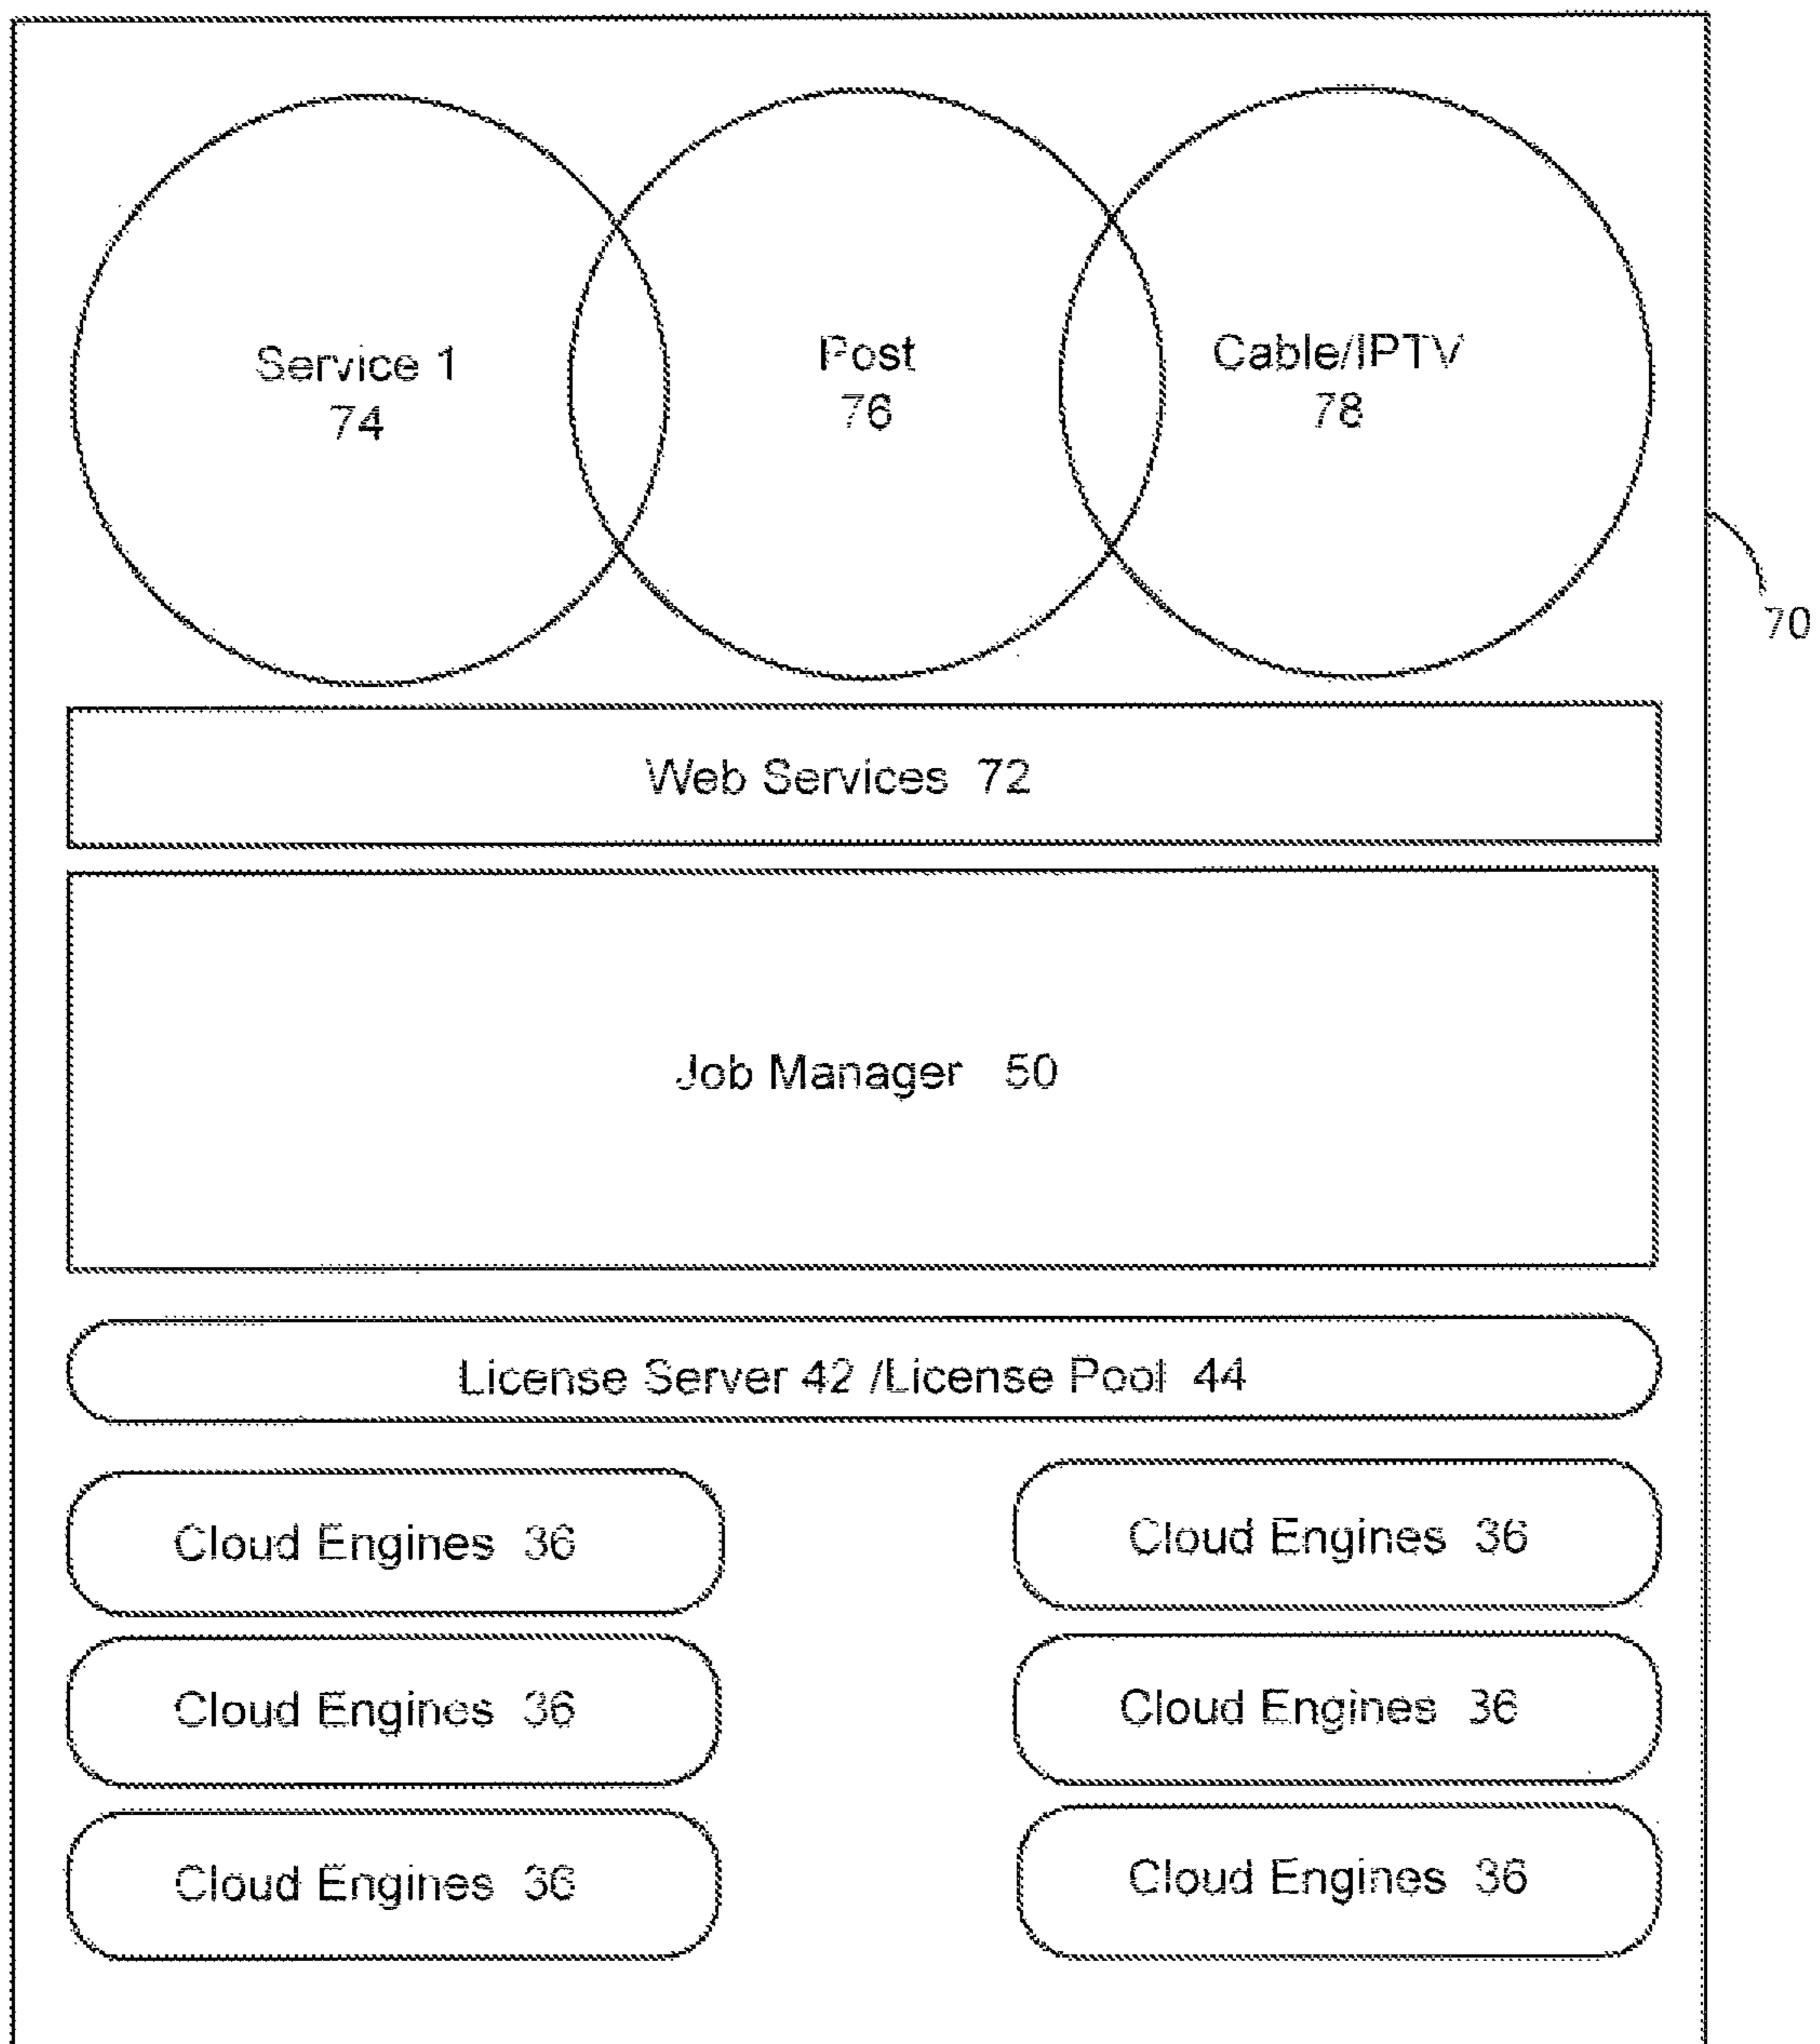 Service 1
74
Post
76
Cable/IPTV
78
70
Web Services 72
Job Manager 50
License Server 42 /License Pool 44
Cloud Engines 36
Cloud Engines 36
Cloud Engines 36
Cloud Engines 36
Cloud Engines 36
Cloud Engines 36